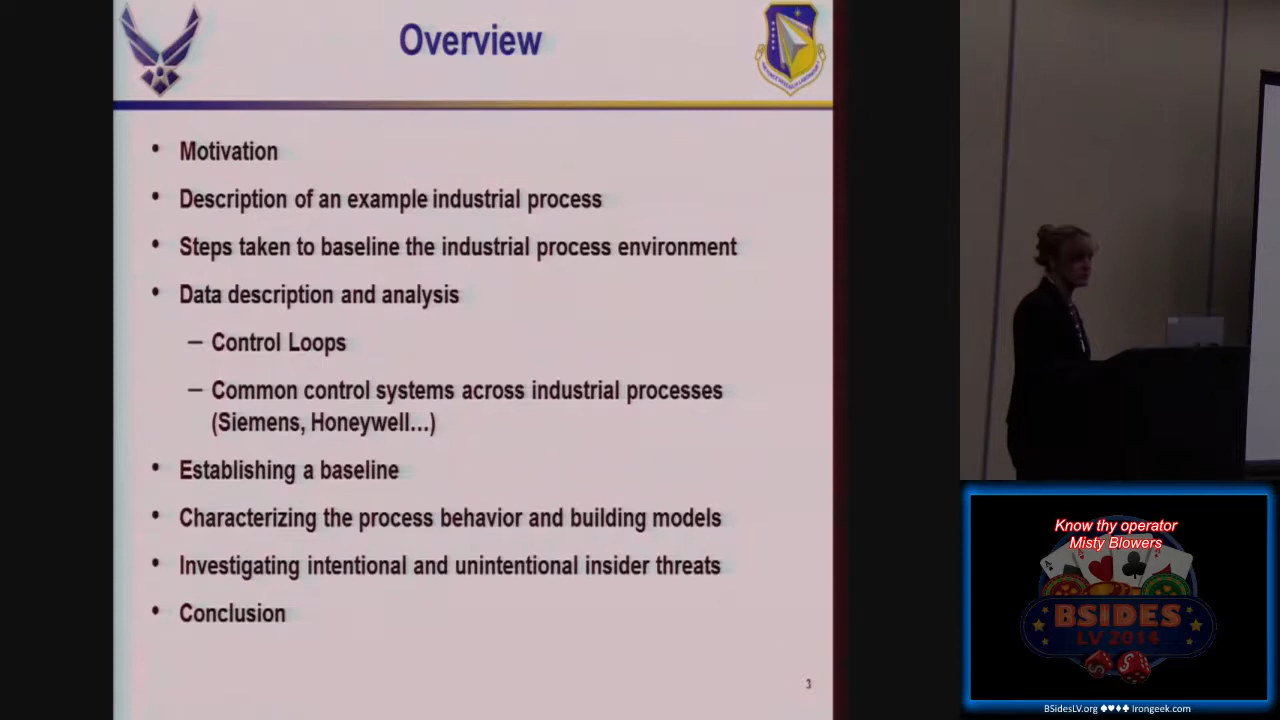 Overview
• Motivation
• Description of an example industrial process
• Steps taken to baseline the industrial process environment
• Data description and analysis
– Control Loops
– Common control systems across industrial processes
(Siemens, Honeywell...)
• Establishing a baseline
• Characterizing the process behavior and building models
• Investigating intentional and unintentional insider threats
• Conclusion
3
Know thy operator
Misty Blowers
BSIDES
LV 2014
BSidesLV.org ♠♥♦♣ Irongeek.com